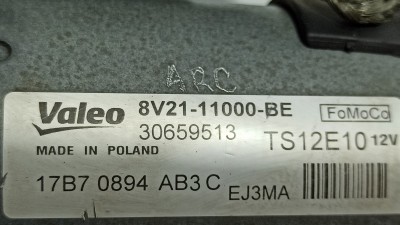 ARC
Valeo 8V21-11000-BE FoMoCo
30659513 TS12E10 12V
MADE IN POLAND
17B7 0894 AB3C EJ3MA